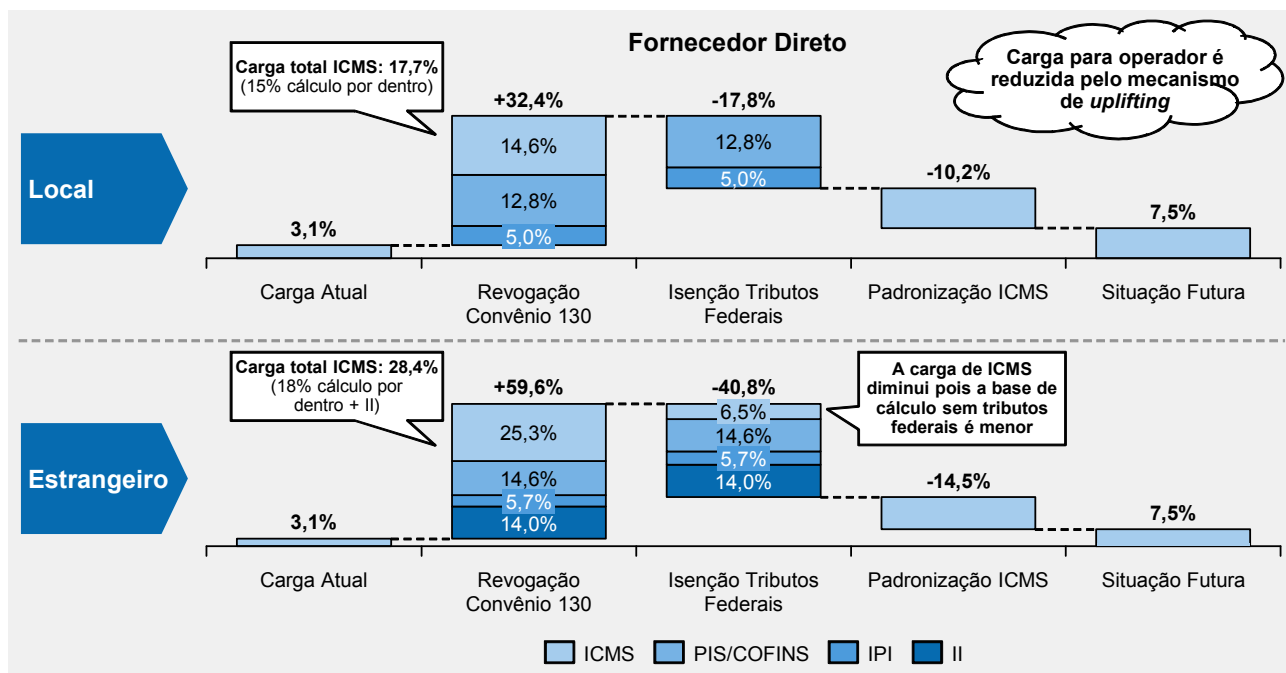 Fornecedor Direto
Carga para operador é
reduzida pelo mecanismo
de uplifting
Carga total ICMS: 17,7%
(15% cálculo por dentro)
Local
3,1%
+32,4%
14,6%
12,8%
5,0%
-17,8%
12,8%
5,0%
-10,2%
7,5%
Carga Atual
Revogação
Convênio 130
Isenção Tributos
Federais
Padronização ICMS
Situação Futura
Carga total ICMS: 28,4%
(18% cálculo por
dentro + II)
A carga de ICMS
diminui pois a base de
cálculo sem tributos
federais é menor
Estrangeiro
3,1%
+59,6%
25,3%
14,6%
5,7%
14,0%
-40,8%
6,5%
14,6%
5,7%
14,0%
-14,5%
7,5%
Carga Atual
Revogação
Convênio 130
Isenção Tributos
Federais
Padronização ICMS
Situação Futura
ICMS
PIS/COFINS
IPI
II